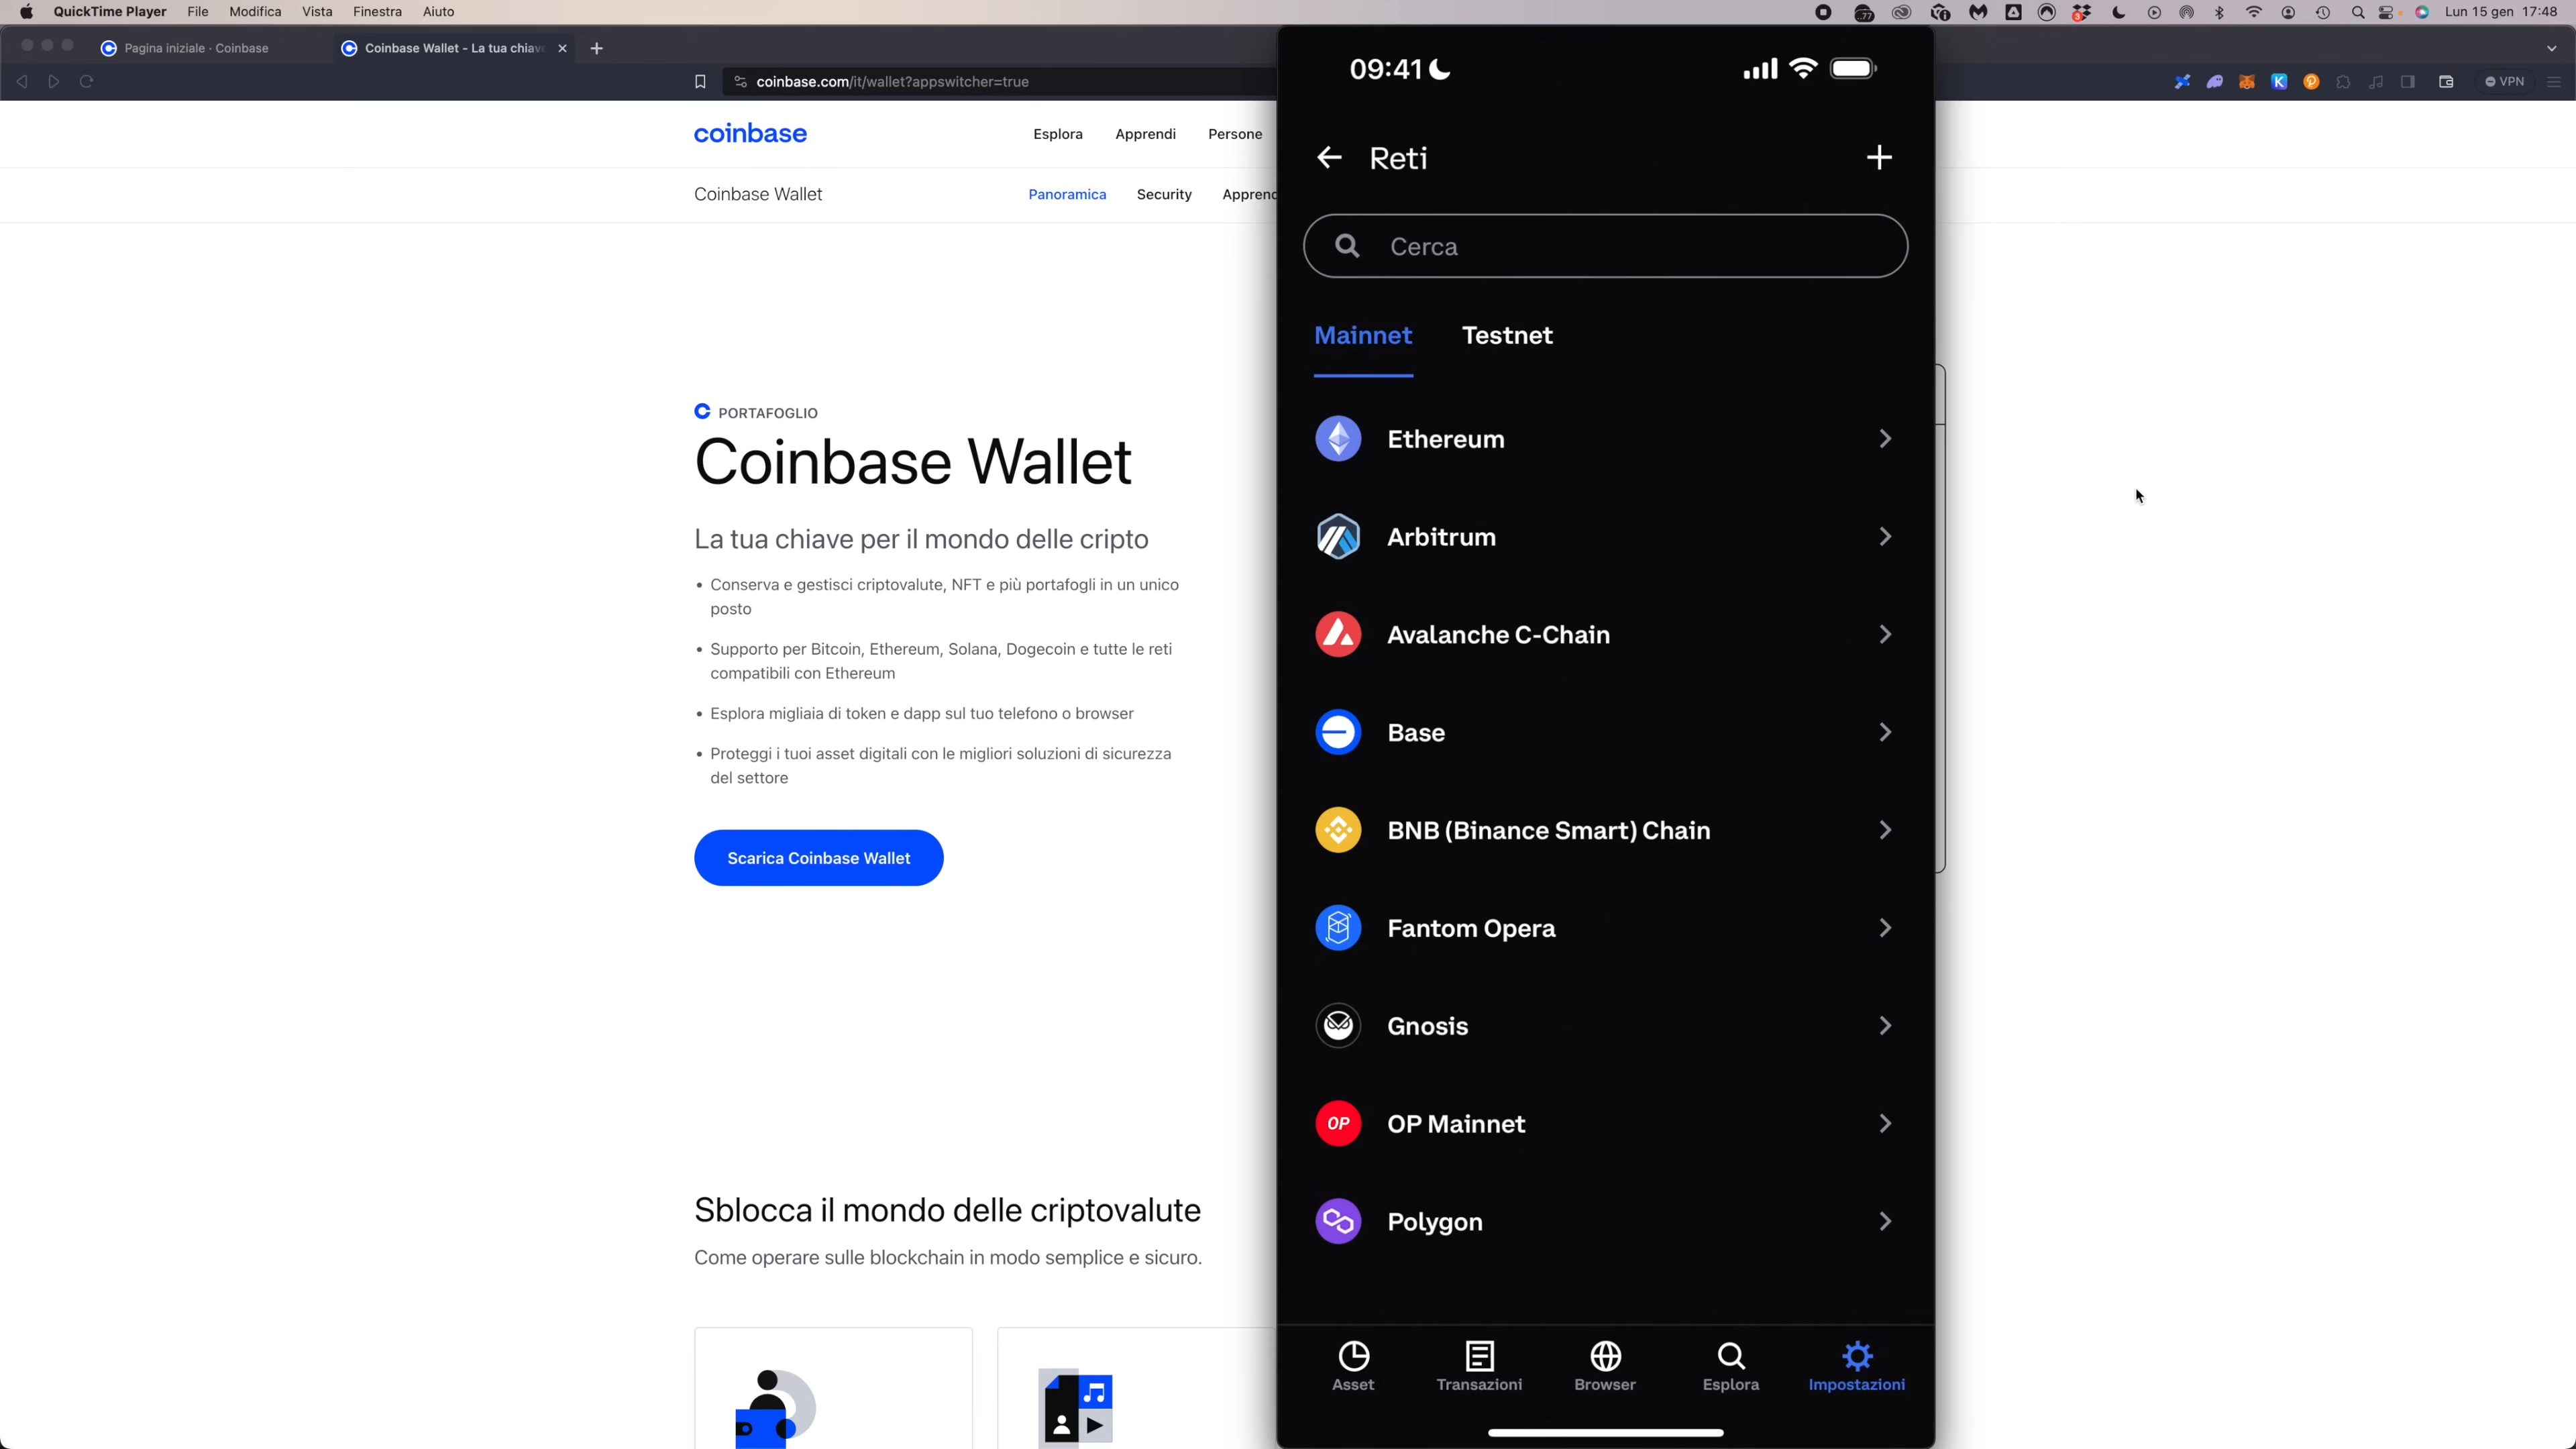 QuickTime Player File Modifica Vista Finestra Aiuto
77
3
Lun 15 gen 17:48
Pagina iniziale · Coinbase
Coinbase Wallet - La tua chiav
coinbase.com/it/wallet?appswitcher=true
VPN
coinbase
Esplora Apprendi Persone
Coinbase Wallet
Panoramica Security Apprend
PORTAFOGLIO
Coinbase Wallet
La tua chiave per il mondo delle cripto
• Conserva e gestisci criptovalute, NFT e più portafogli in un unico
posto
• Supporto per Bitcoin, Ethereum, Solana, Dogecoin e tutte le reti
compatibili con Ethereum
• Esplora migliaia di token e dapp sul tuo telefono o browser
• Proteggi i tuoi asset digitali con le migliori soluzioni di sicurezza
del settore
Scarica Coinbase Wallet
Sblocca il mondo delle criptovalute
Come operare sulle blockchain in modo semplice e sicuro.
09:41
Reti
Cerca
Mainnet Testnet
Ethereum
Arbitrum
Avalanche C-Chain
Base
BNB (Binance Smart) Chain
Fantom Opera
Gnosis
OP
OP Mainnet
Polygon
Asset Transazioni Browser Esplora Impostazioni